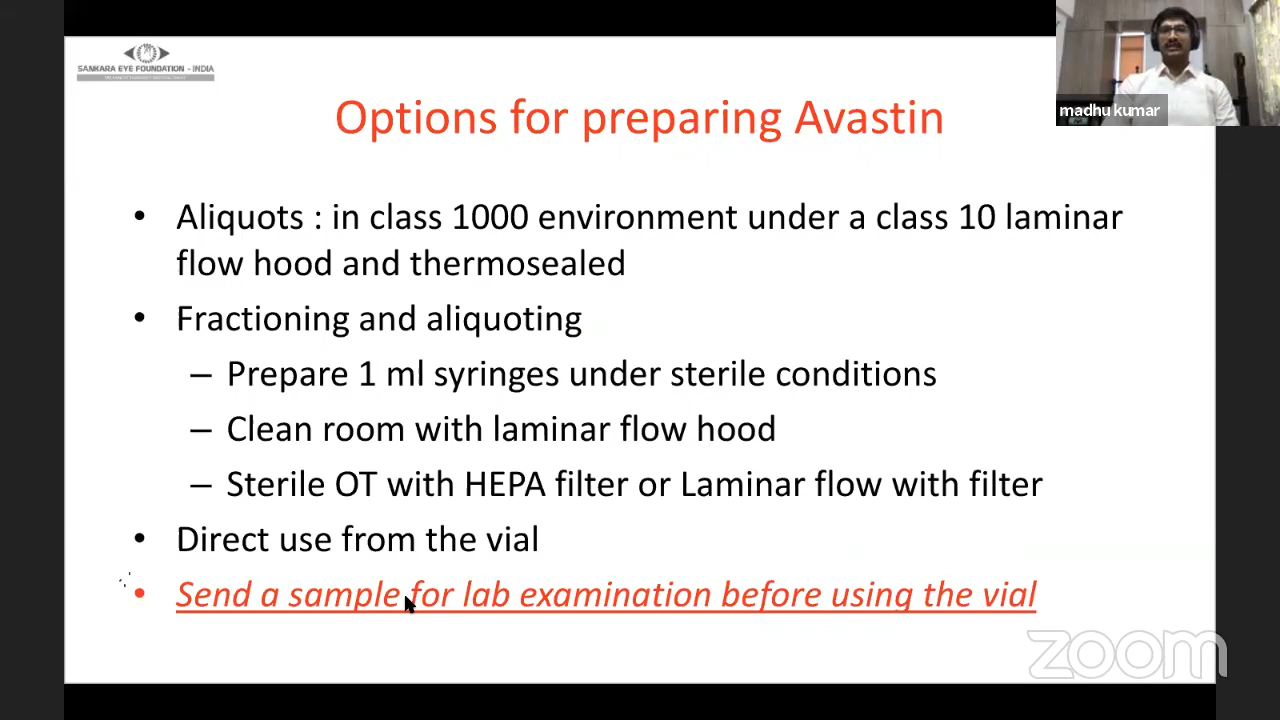 SANKARA EYE FOUNDATION - INDIA
madhu kumar
Options for preparing Avastin
• Aliquots : in class 1000 environment under a class 10 laminar
flow hood and thermosealed
• Fractioning and aliquoting
– Prepare 1 ml syringes under sterile conditions
– Clean room with laminar flow hood
– Sterile OT with HEPA filter or Laminar flow with filter
• Direct use from the vial
• Send a sample for lab examination before using the vial
zoom